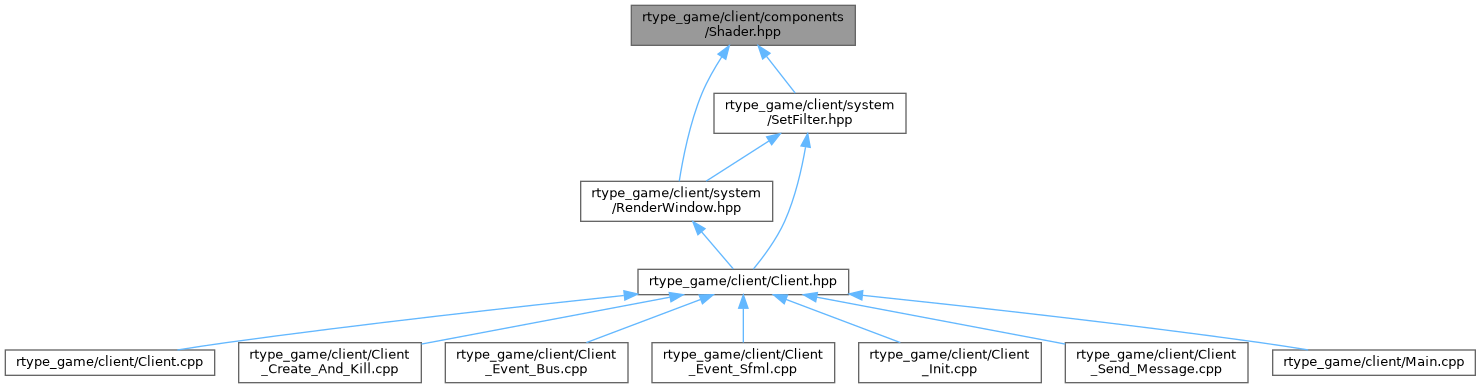 rtype_game/client/components
/Shader.hpp
rtype_game/client/system
/SetFilter.hpp
rtype_game/client/system
/RenderWindow.hpp
rtype_game/client/Client.hpp
rtype_game/client/Client.cpp
rtype_game/client/Client
_Create_And_Kill.cpp
rtype_game/client/Client
_Event_Bus.cpp
rtype_game/client/Client
_Event_Sfml.cpp
rtype_game/client/Client
_Init.cpp
rtype_game/client/Client
_Send_Message.cpp
rtype_game/client/Main.cpp